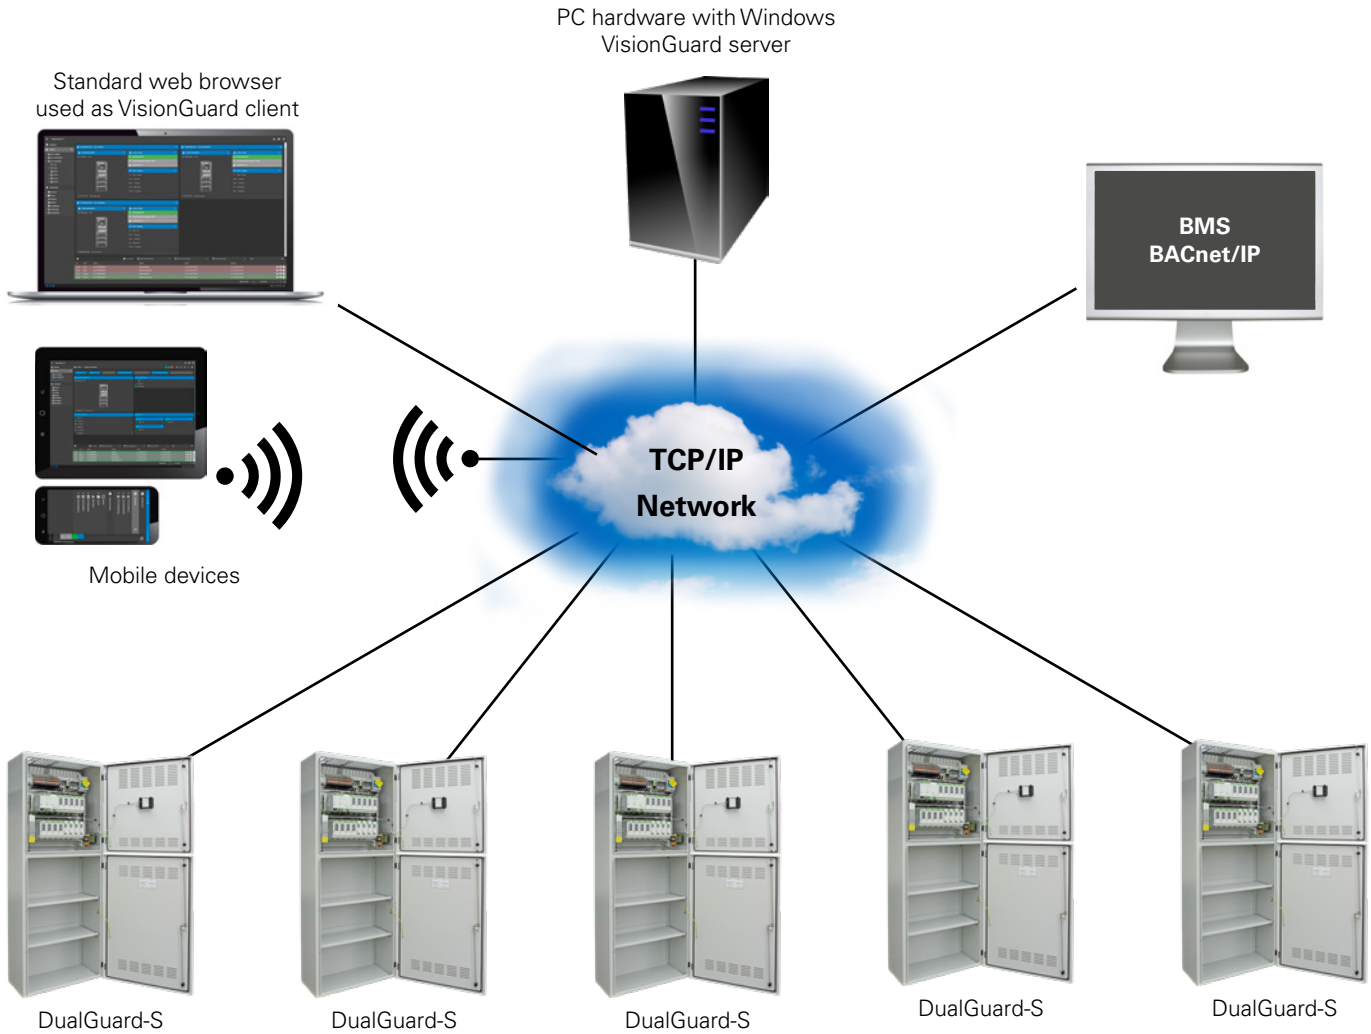 PC hardware with Windows
VisionGuard server
Standard web browser
used as VisionGuard client
BMS
BACnet/IP
TCP/IP
Network
Mobile devices
DualGuard-S
DualGuard-S
DualGuard-S
DualGuard-S
DualGuard-S